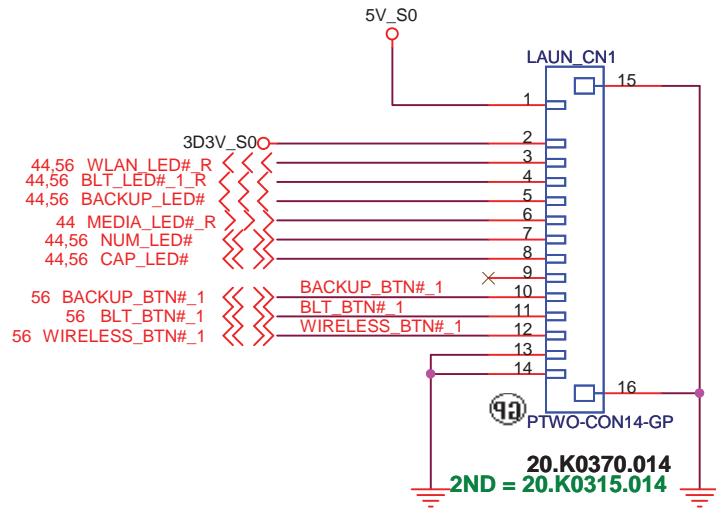 5V_S0
LAUN_CN1
15
1
3D3V_S0
2
44,56 WLAN_LED#_R
3
44,56 BLT_LED#_1_R
4
44,56 BACKUP_LED#
5
44 MEDIA_LED#_R
6
44,56 NUM_LED#
7
44,56 CAP_LED#
8
9
56 BACKUP_BTN#_1
BACKUP_BTN#_1
10
56 BLT_BTN#_1
BLT_BTN#_1
11
56 WIRELESS_BTN#_1
WIRELESS_BTN#_1
12
13
14
16
GP
PTWO-CON14-GP
20.K0370.014
2ND = 20.K0315.014